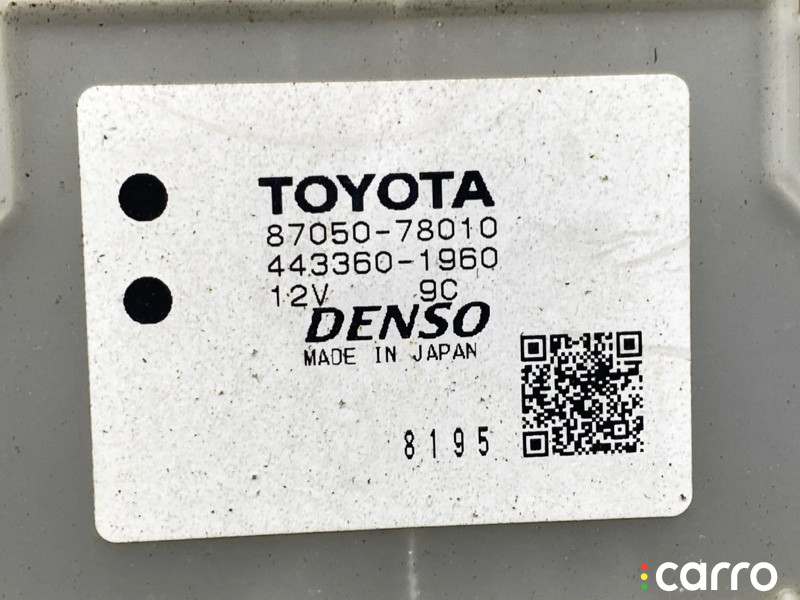 TOYOTA
87050-78010
443360-1960
12V 9C
DENSO
MADE IN JAPAN
8195
carro